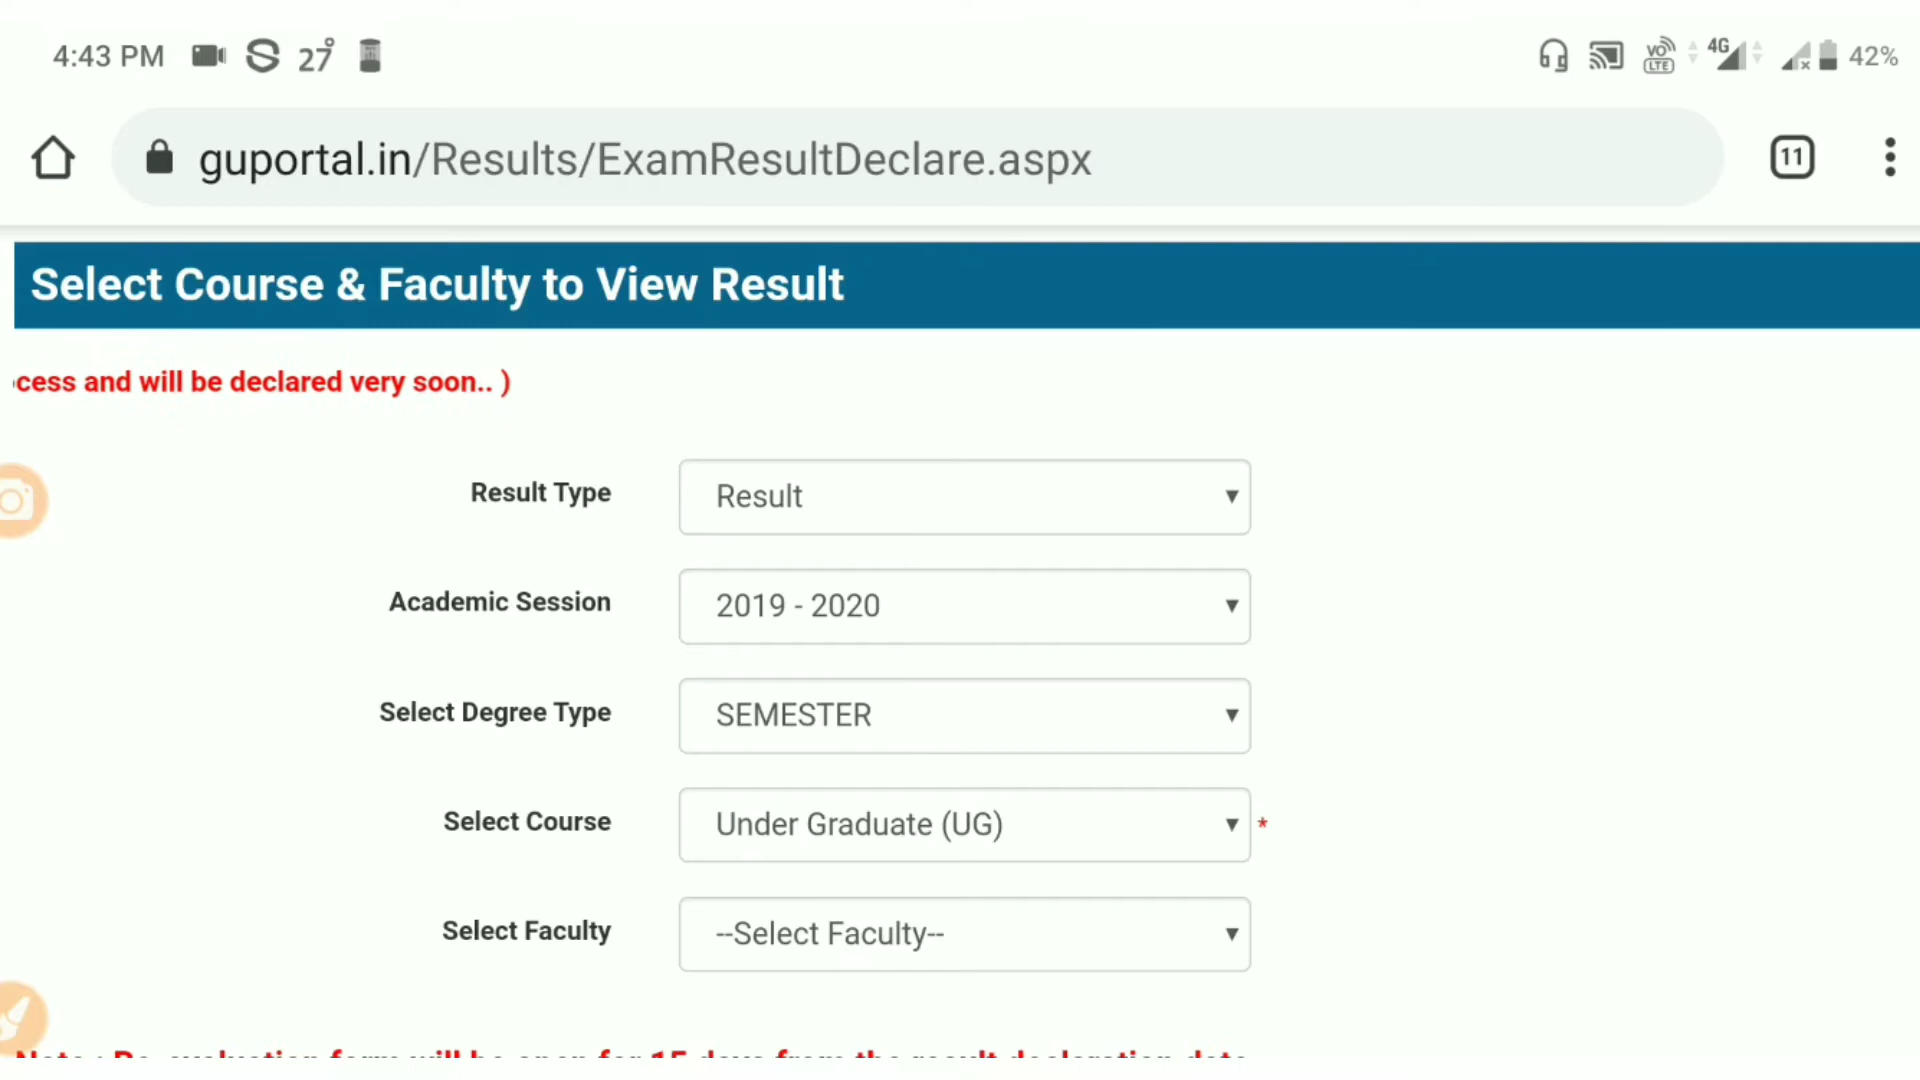 4:43 PM 27° VO LTE 4G 42%
guportal.in/Results/ExamResultDeclare.aspx 11
Select Course & Faculty to View Result
cess and will be declared very soon.. )
Result Type Result
Academic Session 2019 - 2020
Select Degree Type SEMESTER
Select Course Under Graduate (UG) *
Select Faculty --Select Faculty--